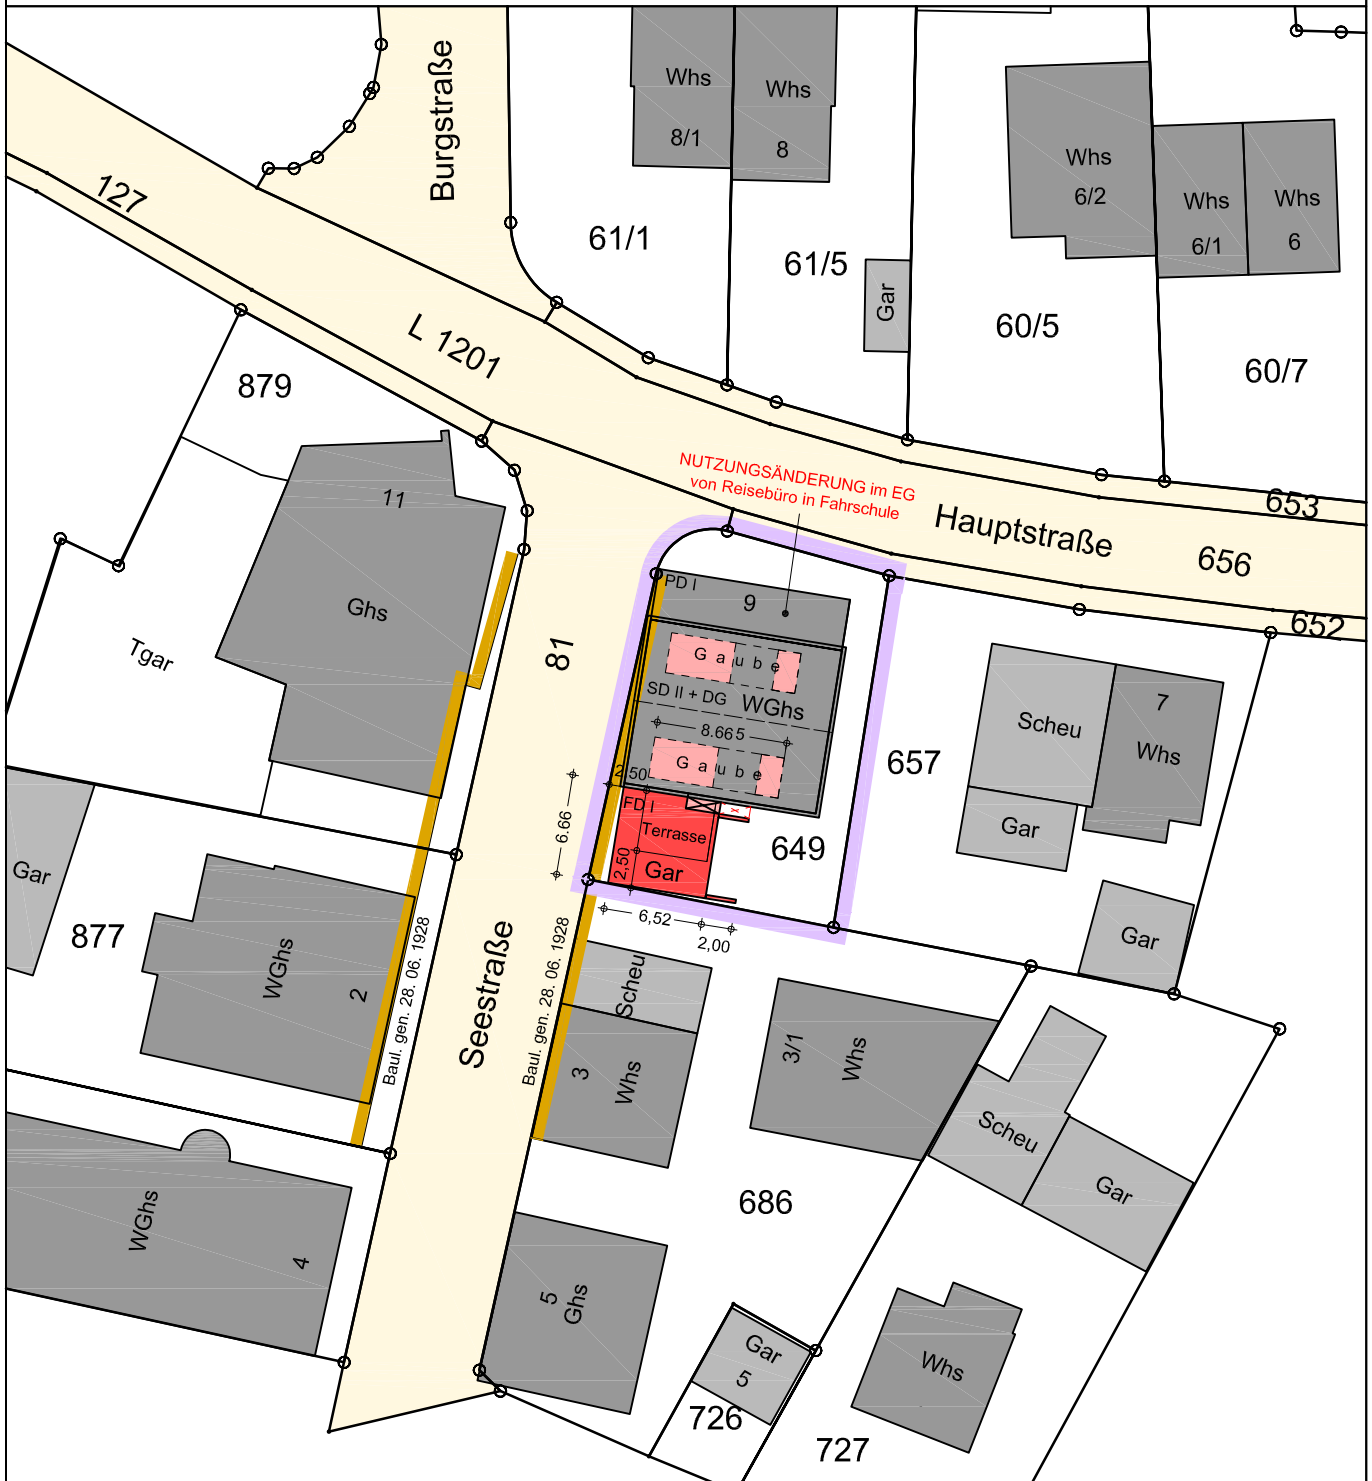 Burgstraße
127
L 1201
Whs
8/1
Whs
8
61/1
61/5
Gar
Whs
6/2
Whs
6/1
Whs
6
60/5
60/7
879
11
Ghs
Tgar
NUTZUNGSÄNDERUNG im EG
von Reisebüro in Fahrschule
Hauptstraße
653
656
652
81
PD I
9
Gaube
SD II + DG
WGhs
8.665
Gaube
2,50
FD I
Terrasse
2,50
Gar
x
6.66
6,52
2,00
649
657
Scheu
7
Whs
Gar
Gar
Gar
877
WGhs
2
Baul. gen. 28. 06. 1928
Seestraße
Baul. gen. 28. 06. 1928
Scheu
3
Whs
3/1
Whs
Scheu
Gar
686
WGhs
4
5
Ghs
Gar
5
726
Whs
727